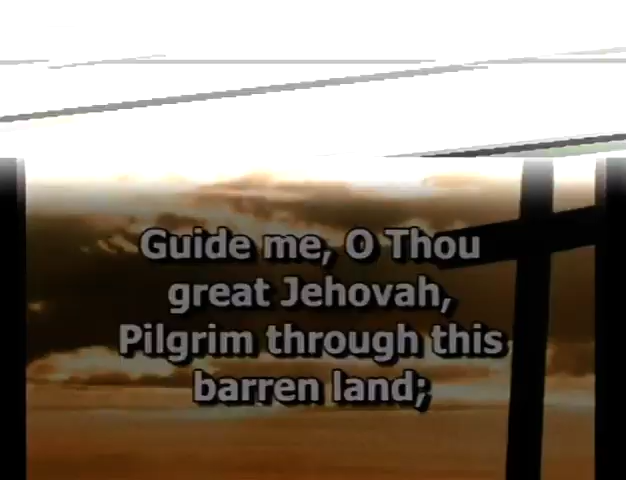 Guide me, O Thou
great Jehovah,
Pilgrim through this
barren land;